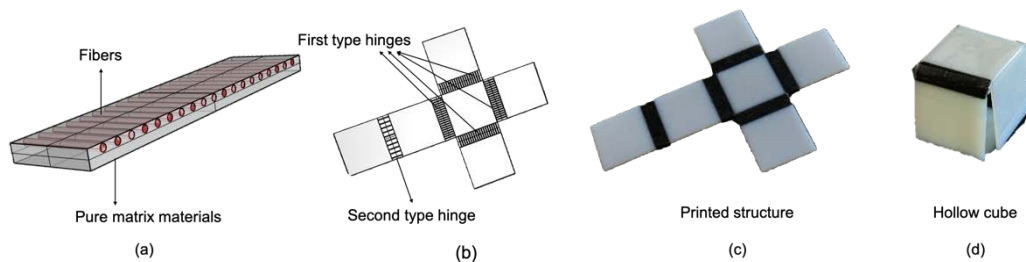 Fibers
Pure matrix materials
(a)
First type hinges
Second type hinge
(b)
Printed structure
(c)
Hollow cube
(d)